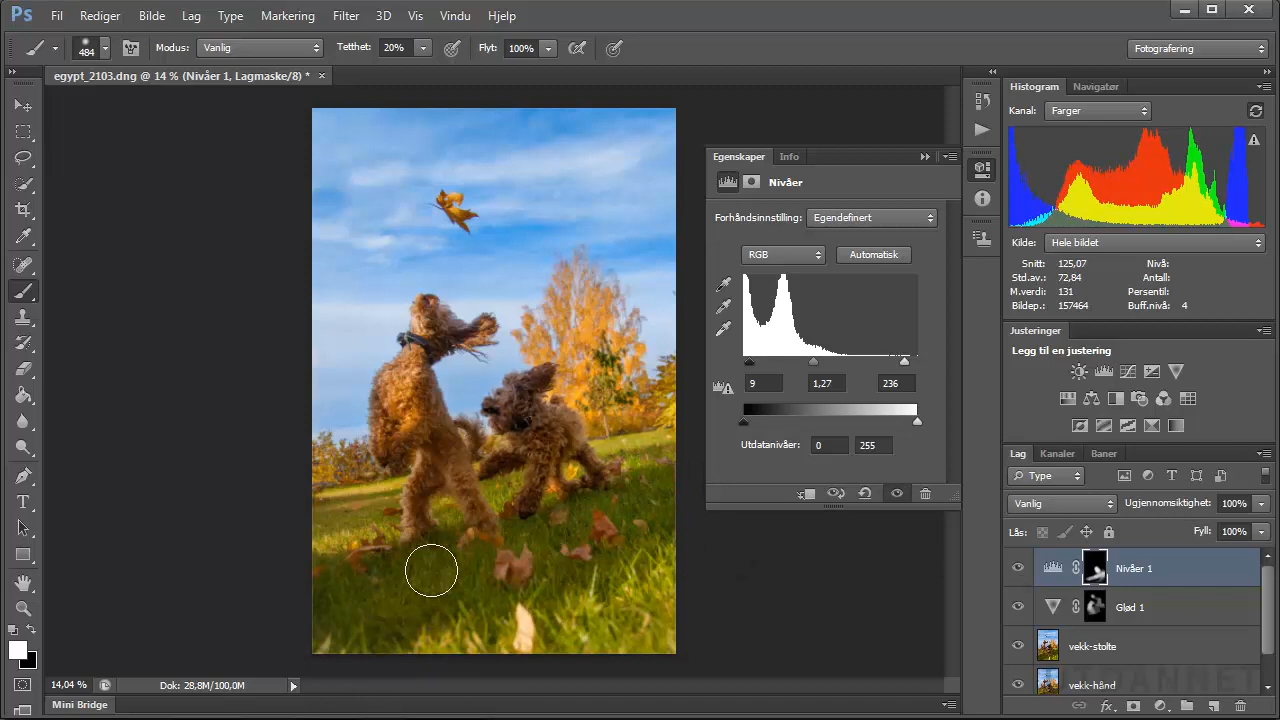 Ps Fil Rediger Bilde Lag Type Markering Filter 3D Vis Vindu Hjelp
484 Modus: Vanlig Tetthet: 20% Flyt: 100% Fotografering
egypt_2103.dng @ 14 % (Nivåer 1, Lagmaske/8) * ×
Histogram Navigatør
Kanal: Farger
Kilde: Hele bildet
Snitt: 125,07 Nivå:
Std.av.: 72,84 Antall:
M.verdi: 131 Persentil:
Bildep.: 157464 Buff.nivå: 4
Egenskaper Info
Nivåer
Forhåndsinnstilling: Egendefinert
RGB Automatisk
9 1,27 236
Utdatanivåer: 0 255
Justeringer
Legg til en justering
Lag Kanaler Baner
Type
Vanlig Ugjennomsiktighet: 100%
Lås: Fyll: 100%
Nivåer 1
Glød 1
vekk-stolte
vekk-hånd
14,04 % Dok: 28,8M/100,0M
Mini Bridge